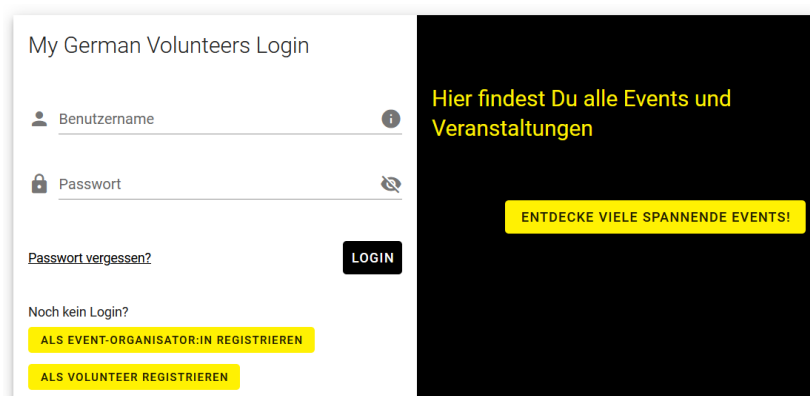 My German Volunteers Login
Benutzername
Passwort
Passwort vergessen?
LOGIN
Noch kein Login?
ALS EVENT-ORGANISATOR:IN REGISTRIEREN
ALS VOLUNTEER REGISTRIEREN
Hier findest Du alle Events und
Veranstaltungen
ENTDECKE VIELE SPANNENDE EVENTS!